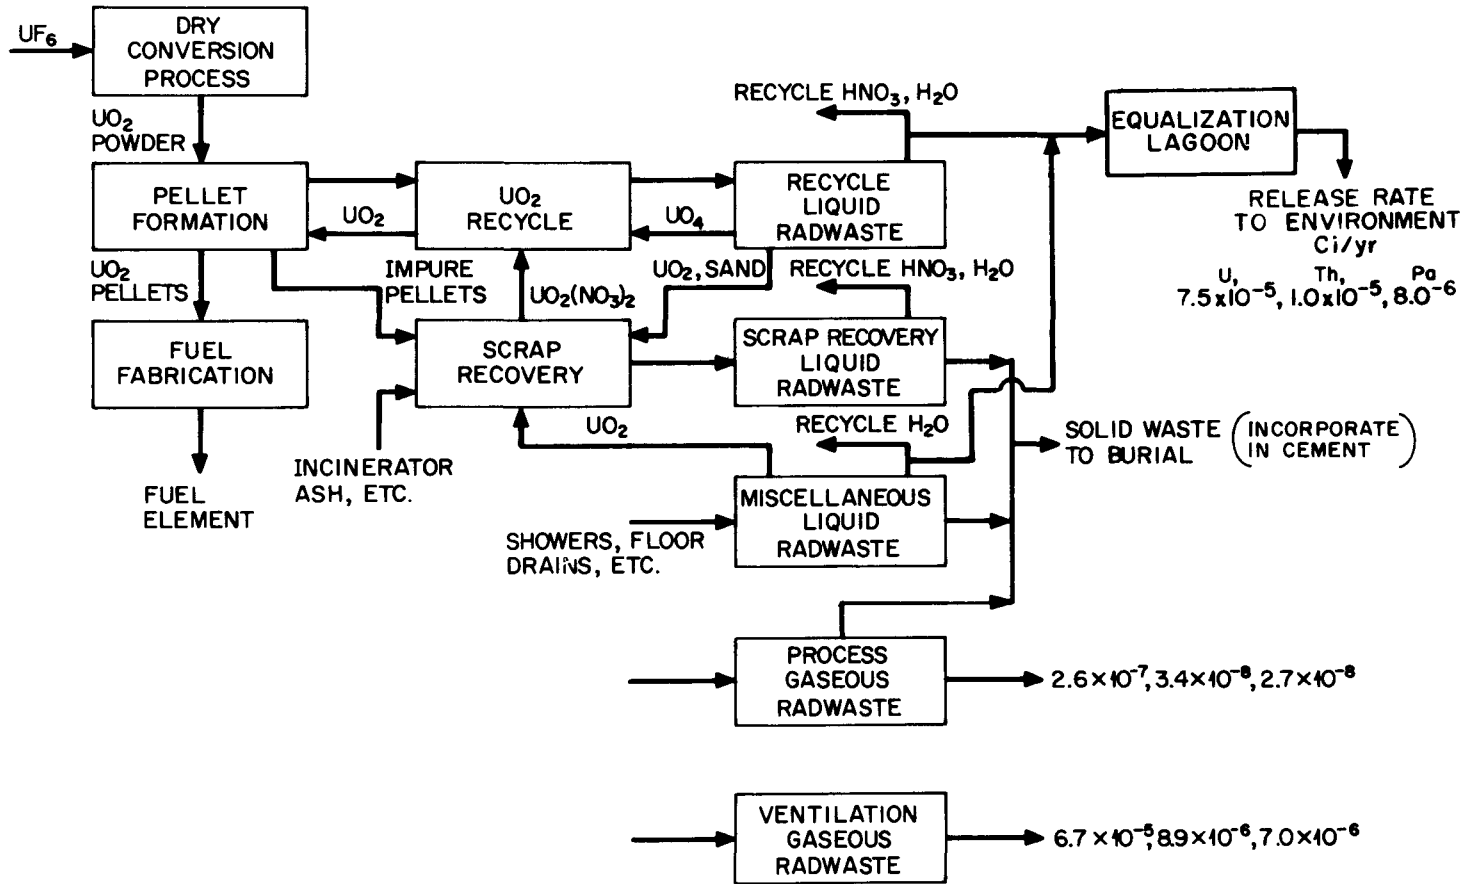 UF₆
DRY
CONVERSION
PROCESS
UO₂
POWDER
PELLET
FORMATION
UO₂
UO₂
RECYCLE
UO₄
RECYCLE
LIQUID
RADWASTE
RECYCLE HNO₃, H₂O
EQUALIZATION
LAGOON
RELEASE RATE
TO ENVIRONMENT
Ci/yr
U, Th, Pa
7.5x10⁻⁵, 1.0x10⁻⁵, 8.0⁻⁶
UO₂
PELLETS
IMPURE
PELLETS
UO₂(NO₃)₂
UO₂, SAND
RECYCLE HNO₃, H₂O
FUEL
FABRICATION
SCRAP
RECOVERY
SCRAP RECOVERY
LIQUID
RADWASTE
UO₂
RECYCLE H₂O
SOLID WASTE
TO BURIAL
(INCORPORATE
IN CEMENT)
INCINERATOR
ASH, ETC.
FUEL
ELEMENT
MISCELLANEOUS
LIQUID
RADWASTE
SHOWERS, FLOOR
DRAINS, ETC.
PROCESS
GASEOUS
RADWASTE
2.6×10⁻⁷, 3.4×10⁻⁸, 2.7×10⁻⁸
VENTILATION
GASEOUS
RADWASTE
6.7×10⁻⁵, 8.9×10⁻⁶, 7.0×10⁻⁶